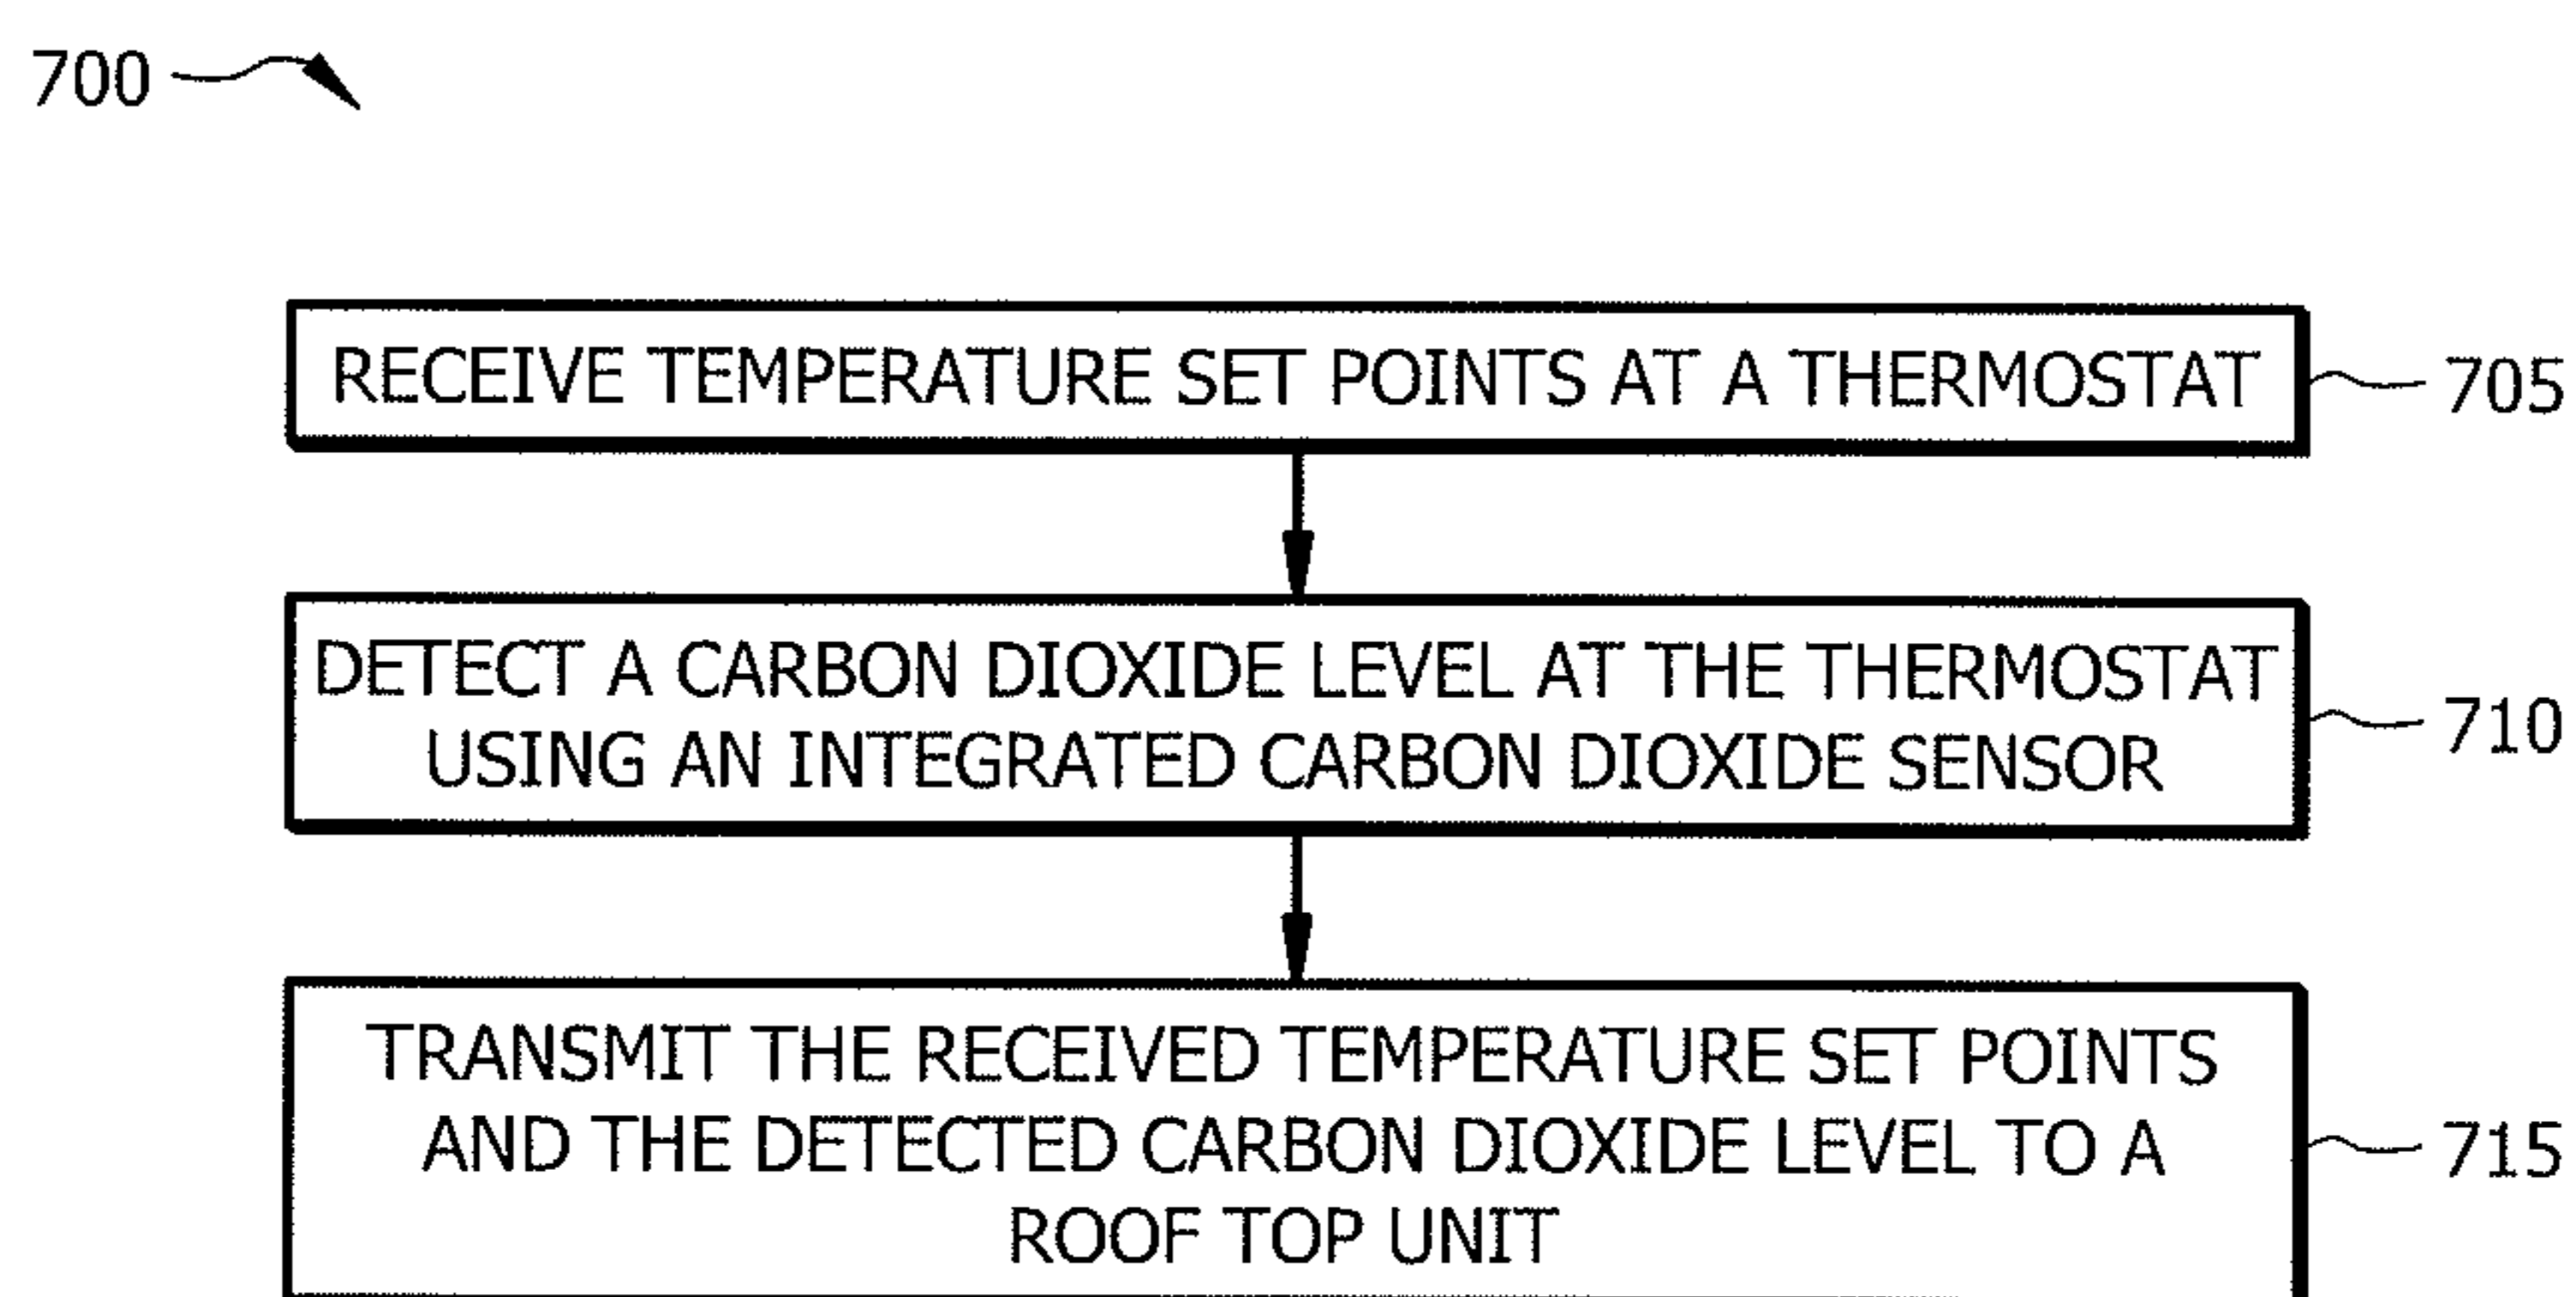 700
RECEIVE TEMPERATURE SET POINTS AT A THERMOSTAT
705
DETECT A CARBON DIOXIDE LEVEL AT THE THERMOSTAT
USING AN INTEGRATED CARBON DIOXIDE SENSOR
710
TRANSMIT THE RECEIVED TEMPERATURE SET POINTS
AND THE DETECTED CARBON DIOXIDE LEVEL TO A
ROOF TOP UNIT
715